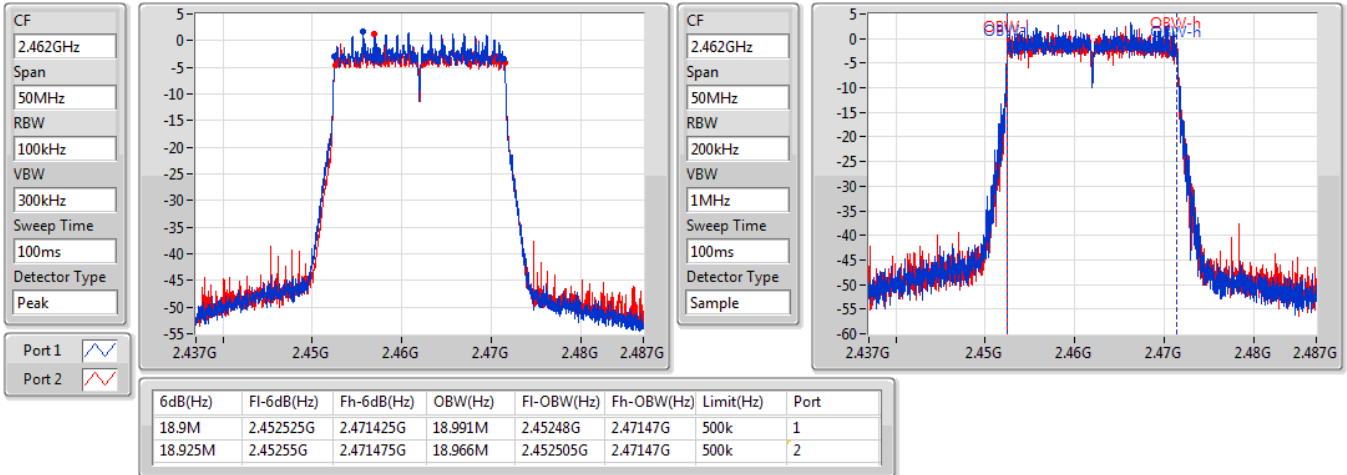 CF
2.462GHz
Span
50MHz
RBW
100kHz
VBW
300kHz
Sweep Time
100ms
Detector Type
Peak
5
0
-5
-10
-15
-20
-25
-30
-35
-40
-45
-50
-55
2.437G 2.45G 2.46G 2.47G 2.48G 2.487G
CF
2.462GHz
Span
50MHz
RBW
200kHz
VBW
1MHz
Sweep Time
100ms
Detector Type
Sample
5
0
-5
-10
-15
-20
-25
-30
-35
-40
-45
-50
-55
-60
OBW-h
OBW-h
2.437G 2.45G 2.46G 2.47G 2.48G 2.487G
Port 1
Port 2
6dB(Hz) Fl-6dB(Hz) Fh-6dB(Hz) OBW(Hz) Fl-OBW(Hz) Fh-OBW(Hz) Limit(Hz) Port
18.9M 2.452525G 2.471425G 18.991M 2.45248G 2.47147G 500k 1
18.925M 2.45255G 2.471475G 18.966M 2.452505G 2.47147G 500k 2